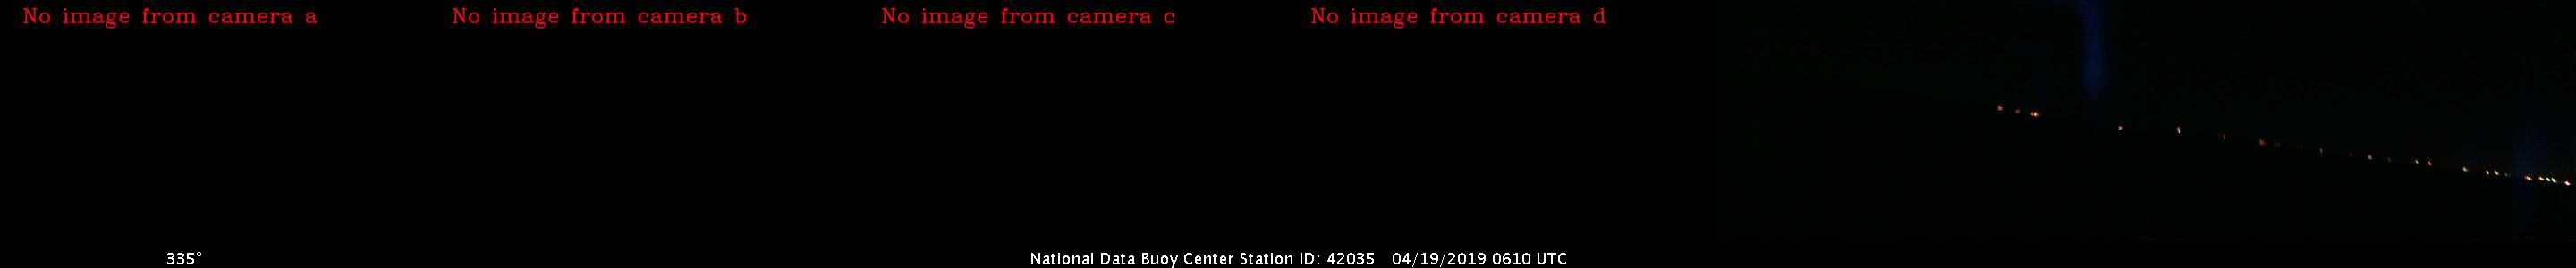 No image from camera a
No image from camera b
No image from camera c
No image from camera d
335°
National Data Buoy Center Station ID: 42035 04/19/2019 0610 UTC